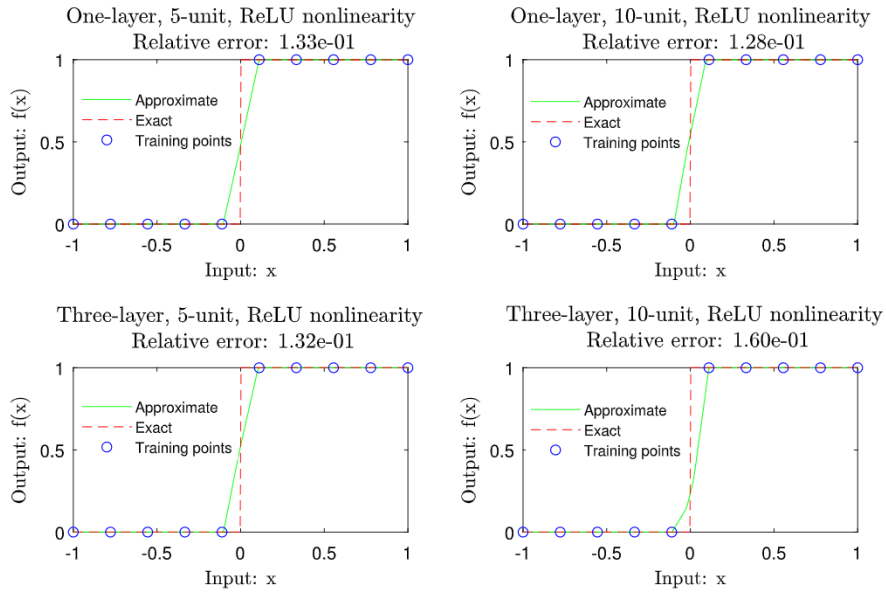 One-layer, 5-unit, ReLU nonlinearity
Relative error: 1.33e-01
1
0.5
0
Output: f(x)
Approximate
Exact
Training points
-1
-0.5
0
0.5
1
Input: x
One-layer, 10-unit, ReLU nonlinearity
Relative error: 1.28e-01
1
0.5
0
Output: f(x)
Approximate
Exact
Training points
-1
-0.5
0
0.5
1
Input: x
Three-layer, 5-unit, ReLU nonlinearity
Relative error: 1.32e-01
1
0.5
0
Output: f(x)
Approximate
Exact
Training points
-1
-0.5
0
0.5
1
Input: x
Three-layer, 10-unit, ReLU nonlinearity
Relative error: 1.60e-01
1
0.5
0
Output: f(x)
Approximate
Exact
Training points
-1
-0.5
0
0.5
1
Input: x